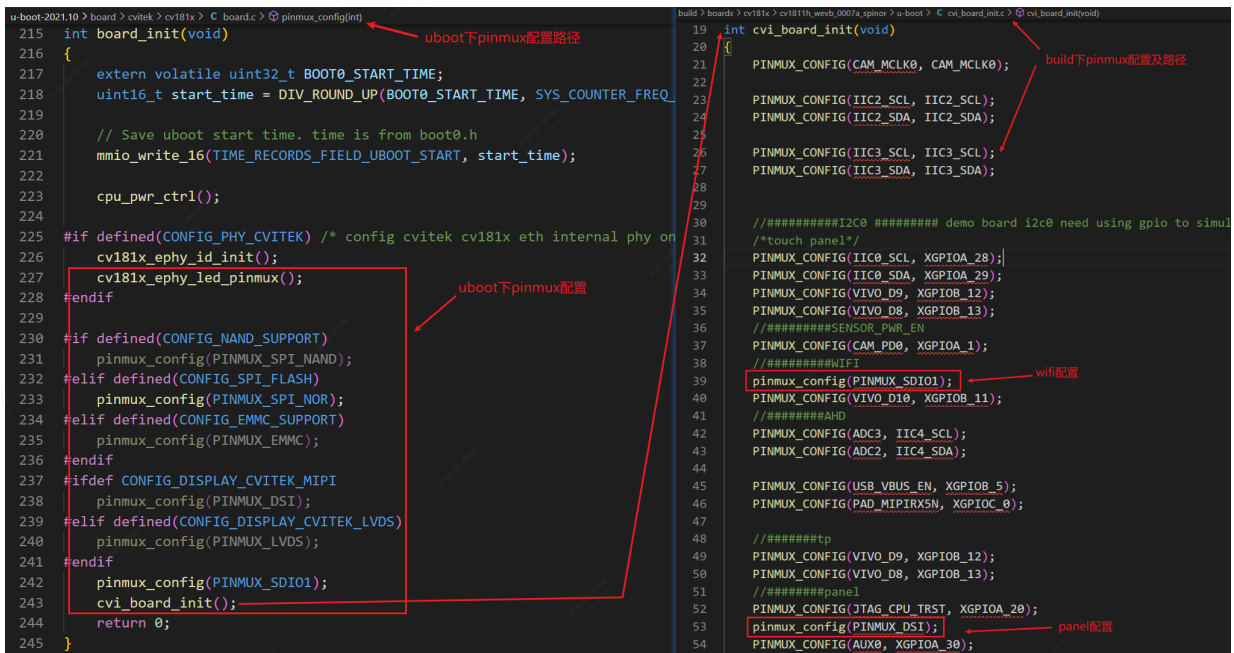 u-boot-2021.10 > board > cvitek > cv181x > C board.c > pinmux_config(int)
uboot下pinmux配置路径
215 int board_init(void)
216 {
217 extern volatile uint32_t BOOT0_START_TIME;
218 uint16_t start_time = DIV_ROUND_UP(BOOT0_START_TIME, SYS_COUNTER_FREQ_
219
220 // Save uboot start time. time is from boot0.h
221 mmio_write_16(TIME_RECORDS_FIELD_UBOOT_START, start_time);
222
223 cpu_pwr_ctrl();
224
225 #if defined(CONFIG_PHY_CVITEK) /* config cvitek cv181x eth internal phy on
226 cv181x_ephy_id_init();
227 cv181x_ephy_led_pinmux();
uboot下pinmux配置
228 #endif
229
230 #if defined(CONFIG_NAND_SUPPORT)
231 pinmux_config(PINMUX_SPI_NAND);
232 #elif defined(CONFIG_SPI_FLASH)
233 pinmux_config(PINMUX_SPI_NOR);
234 #elif defined(CONFIG_EMMC_SUPPORT)
235 pinmux_config(PINMUX_EMMC);
236 #endif
237 #ifdef CONFIG_DISPLAY_CVITEK_MIPI
238 pinmux_config(PINMUX_DSI);
239 #elif defined(CONFIG_DISPLAY_CVITEK_LVDS)
240 pinmux_config(PINMUX_LVDS);
241 #endif
242 pinmux_config(PINMUX_SDIO1);
243 cvi_board_init();
244 return 0;
245 }
build > boards > cv181x > cv1811h_wevb_0007a_spinor > u-boot > C cvi_board_init.c > cvi_board_init(void)
19 int cvi_board_init(void)
20 {
build下pinmux配置及路径
21 PINMUX_CONFIG(CAM_MCLK0, CAM_MCLK0);
22
23 PINMUX_CONFIG(IIC2_SCL, IIC2_SCL);
24 PINMUX_CONFIG(IIC2_SDA, IIC2_SDA);
25
26 PINMUX_CONFIG(IIC3_SCL, IIC3_SCL);
27 PINMUX_CONFIG(IIC3_SDA, IIC3_SDA);
28
29
30 //##########I2C0 ######### demo board i2c0 need using gpio to simul
31 /*touch panel*/
32 PINMUX_CONFIG(IIC0_SCL, XGPIOA_28);
33 PINMUX_CONFIG(IIC0_SDA, XGPIOA_29);
34 PINMUX_CONFIG(VIVO_D9, XGPIOB_12);
35 PINMUX_CONFIG(VIVO_D8, XGPIOB_13);
36 //#########SENSOR_PWR_EN
37 PINMUX_CONFIG(CAM_PD0, XGPIOA_1);
38 //#########WIFI
wifi配置
39 pinmux_config(PINMUX_SDIO1);
40 PINMUX_CONFIG(VIVO_D10, XGPIOB_11);
41 //########AHD
42 PINMUX_CONFIG(ADC3, IIC4_SCL);
43 PINMUX_CONFIG(ADC2, IIC4_SDA);
44
45 PINMUX_CONFIG(USB_VBUS_EN, XGPIOB_5);
46 PINMUX_CONFIG(PAD_MIPIRX5N, XGPIOC_0);
47
48 //#######tp
49 PINMUX_CONFIG(VIVO_D9, XGPIOB_12);
50 PINMUX_CONFIG(VIVO_D8, XGPIOB_13);
51 //########panel
52 PINMUX_CONFIG(JTAG_CPU_TRST, XGPIOA_20);
53 pinmux_config(PINMUX_DSI);
panel配置
54 PINMUX_CONFIG(AUX0, XGPIOA_30);